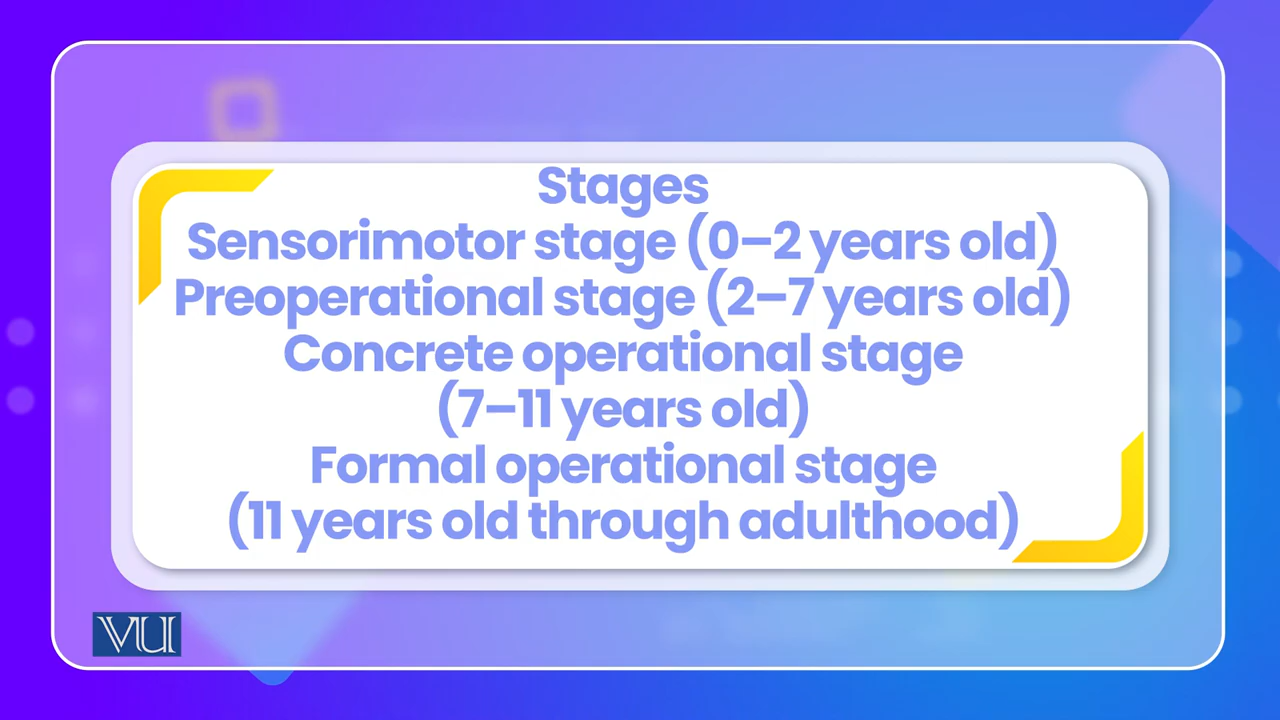 Stages
Sensorimotor stage (0–2 years old)
Preoperational stage (2–7 years old)
Concrete operational stage
(7–11 years old)
Formal operational stage
(11 years old through adulthood)
VU